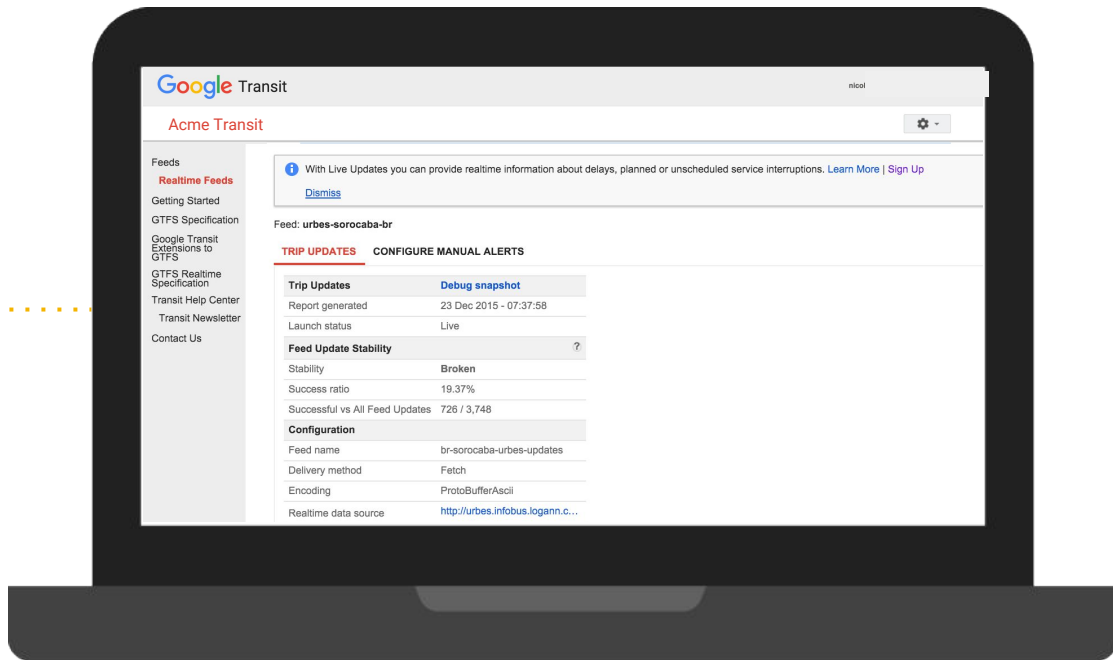 Google Transit
nicol
Acme Transit
Feeds
Realtime Feeds
Getting Started
GTFS Specification
Google Transit
Extensions to
GTFS
GTFS Realtime
Specification
Transit Help Center
Transit Newsletter
Contact Us
With Live Updates you can provide realtime information about delays, planned or unscheduled service interruptions. Learn More | Sign Up
Dismiss
Feed: urbes-sorocaba-br
TRIP UPDATES CONFIGURE MANUAL ALERTS
Trip Updates Debug snapshot
Report generated 23 Dec 2015 - 07:37:58
Launch status Live
Feed Update Stability ?
Stability Broken
Success ratio 19.37%
Successful vs All Feed Updates 726 / 3,748
Configuration
Feed name br-sorocaba-urbes-updates
Delivery method Fetch
Encoding ProtoBufferAscii
Realtime data source http://urbes.infobus.logann.c...